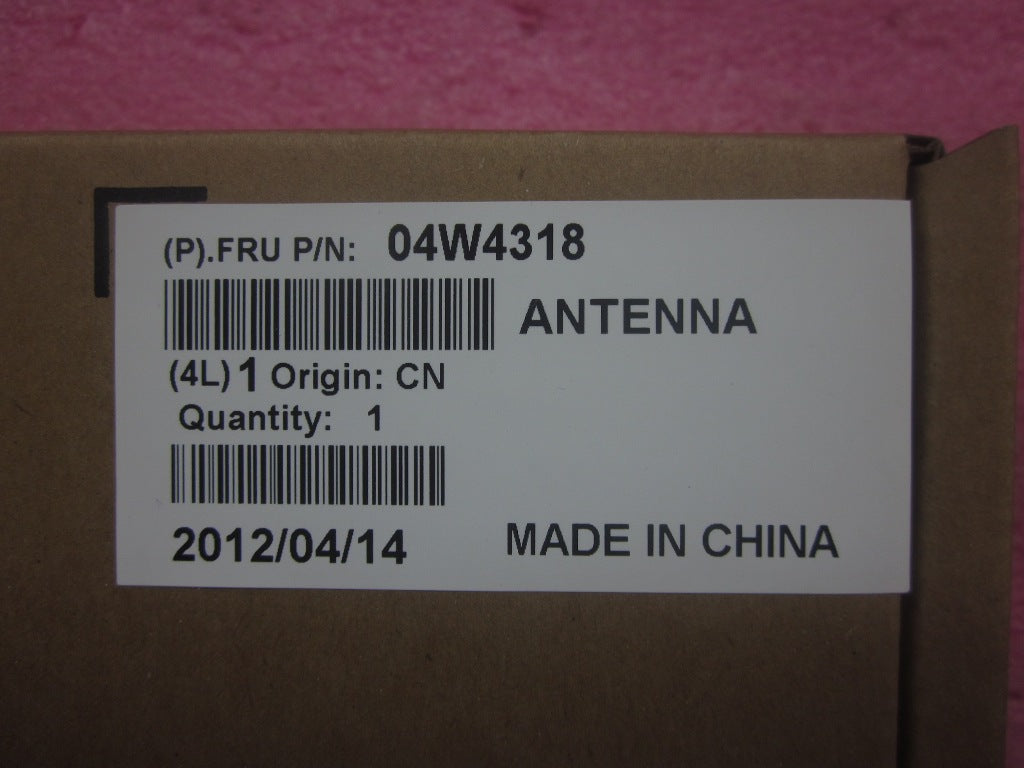 (P).FRU P/N: 04W4318
ANTENNA
(4L) 1 Origin: CN
Quantity: 1
2012/04/14 MADE IN CHINA